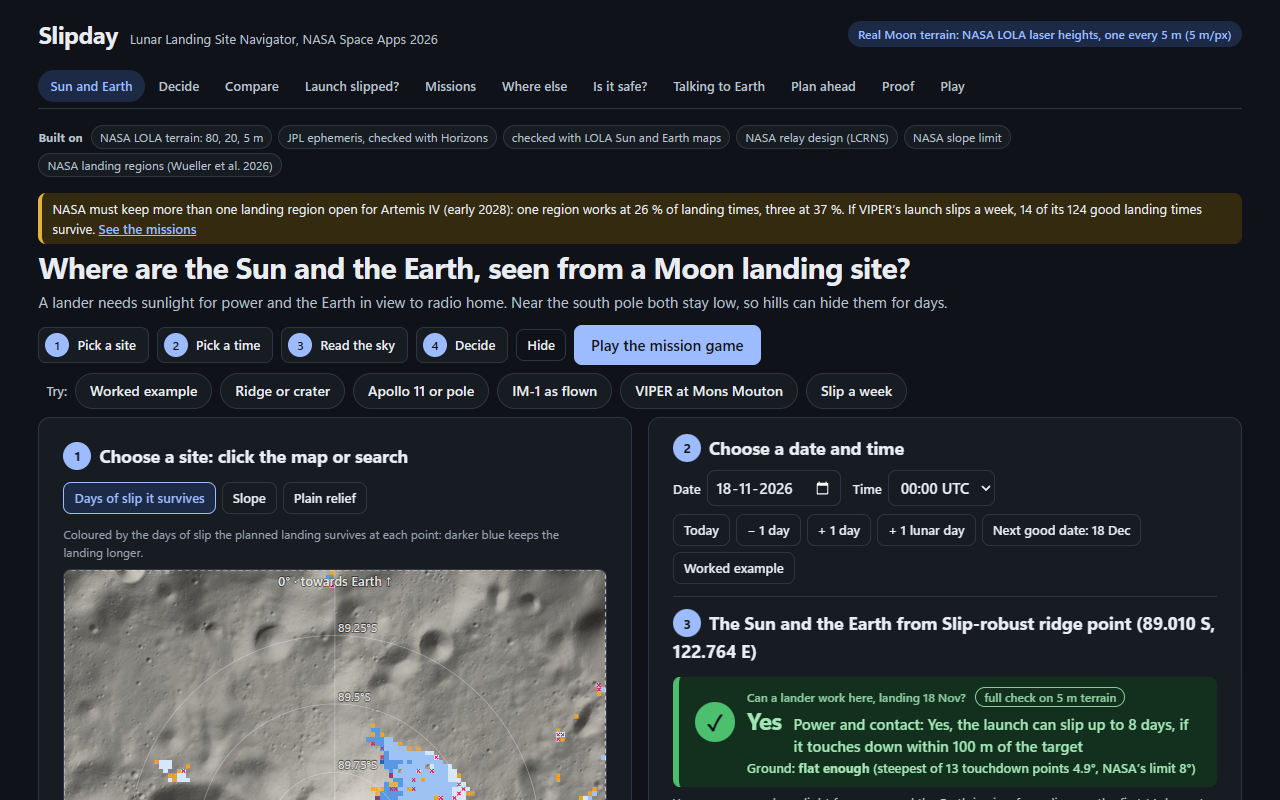 Slipday Lunar Landing Site Navigator, NASA Space Apps 2026
Real Moon terrain: NASA LOLA laser heights, one every 5 m (5 m/px)
Sun and Earth Decide Compare Launch slipped? Missions Where else Is it safe? Talking to Earth Plan ahead Proof Play
Built on NASA LOLA terrain: 80, 20, 5 m JPL ephemeris, checked with Horizons checked with LOLA Sun and Earth maps NASA relay design (LCRNS) NASA slope limit
NASA landing regions (Wueller et al. 2026)
NASA must keep more than one landing region open for Artemis IV (early 2028): one region works at 26 % of landing times, three at 37 %. If VIPER's launch slips a week, 14 of its 124 good landing times
survive. See the missions
Where are the Sun and the Earth, seen from a Moon landing site?
A lander needs sunlight for power and the Earth in view to radio home. Near the south pole both stay low, so hills can hide them for days.
1 Pick a site 2 Pick a time 3 Read the sky 4 Decide Hide Play the mission game
Try: Worked example Ridge or crater Apollo 11 or pole IM-1 as flown VIPER at Mons Mouton Slip a week
1 Choose a site: click the map or search
Days of slip it survives Slope Plain relief
Coloured by the days of slip the planned landing survives at each point: darker blue keeps the
landing longer.
0° · towards Earth ↑
89.25°S
89.5°S
89.75°S
2 Choose a date and time
Date 18-11-2026 Time 00:00 UTC
Today − 1 day + 1 day + 1 lunar day Next good date: 18 Dec
Worked example
3 The Sun and the Earth from Slip-robust ridge point (89.010 S,
122.764 E)
Can a lander work here, landing 18 Nov? full check on 5 m terrain
✓ Yes Power and contact: Yes, the launch can slip up to 8 days, if
it touches down within 100 m of the target
Ground: flat enough (steepest of 13 touchdown points 4.9°, NASA's limit 8°)